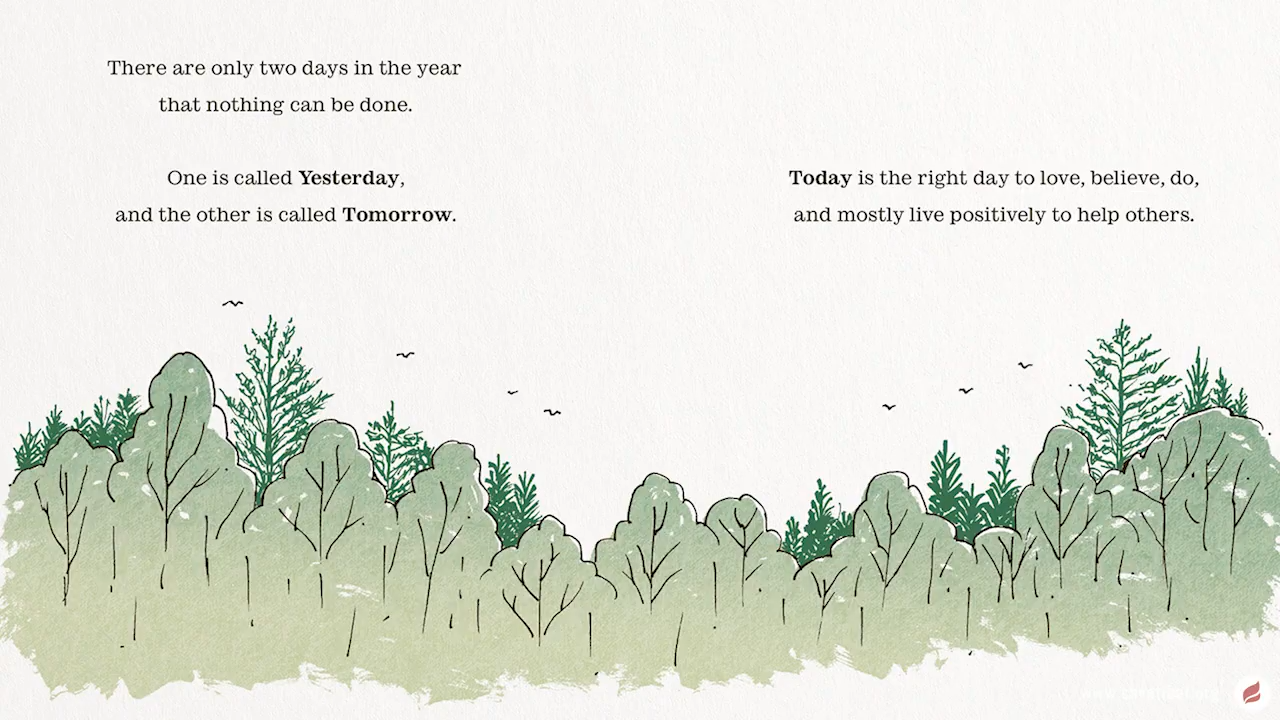 There are only two days in the year
that nothing can be done.
One is called Yesterday,
and the other is called Tomorrow.
Today is the right day to love, believe, do,
and mostly live positively to help others.